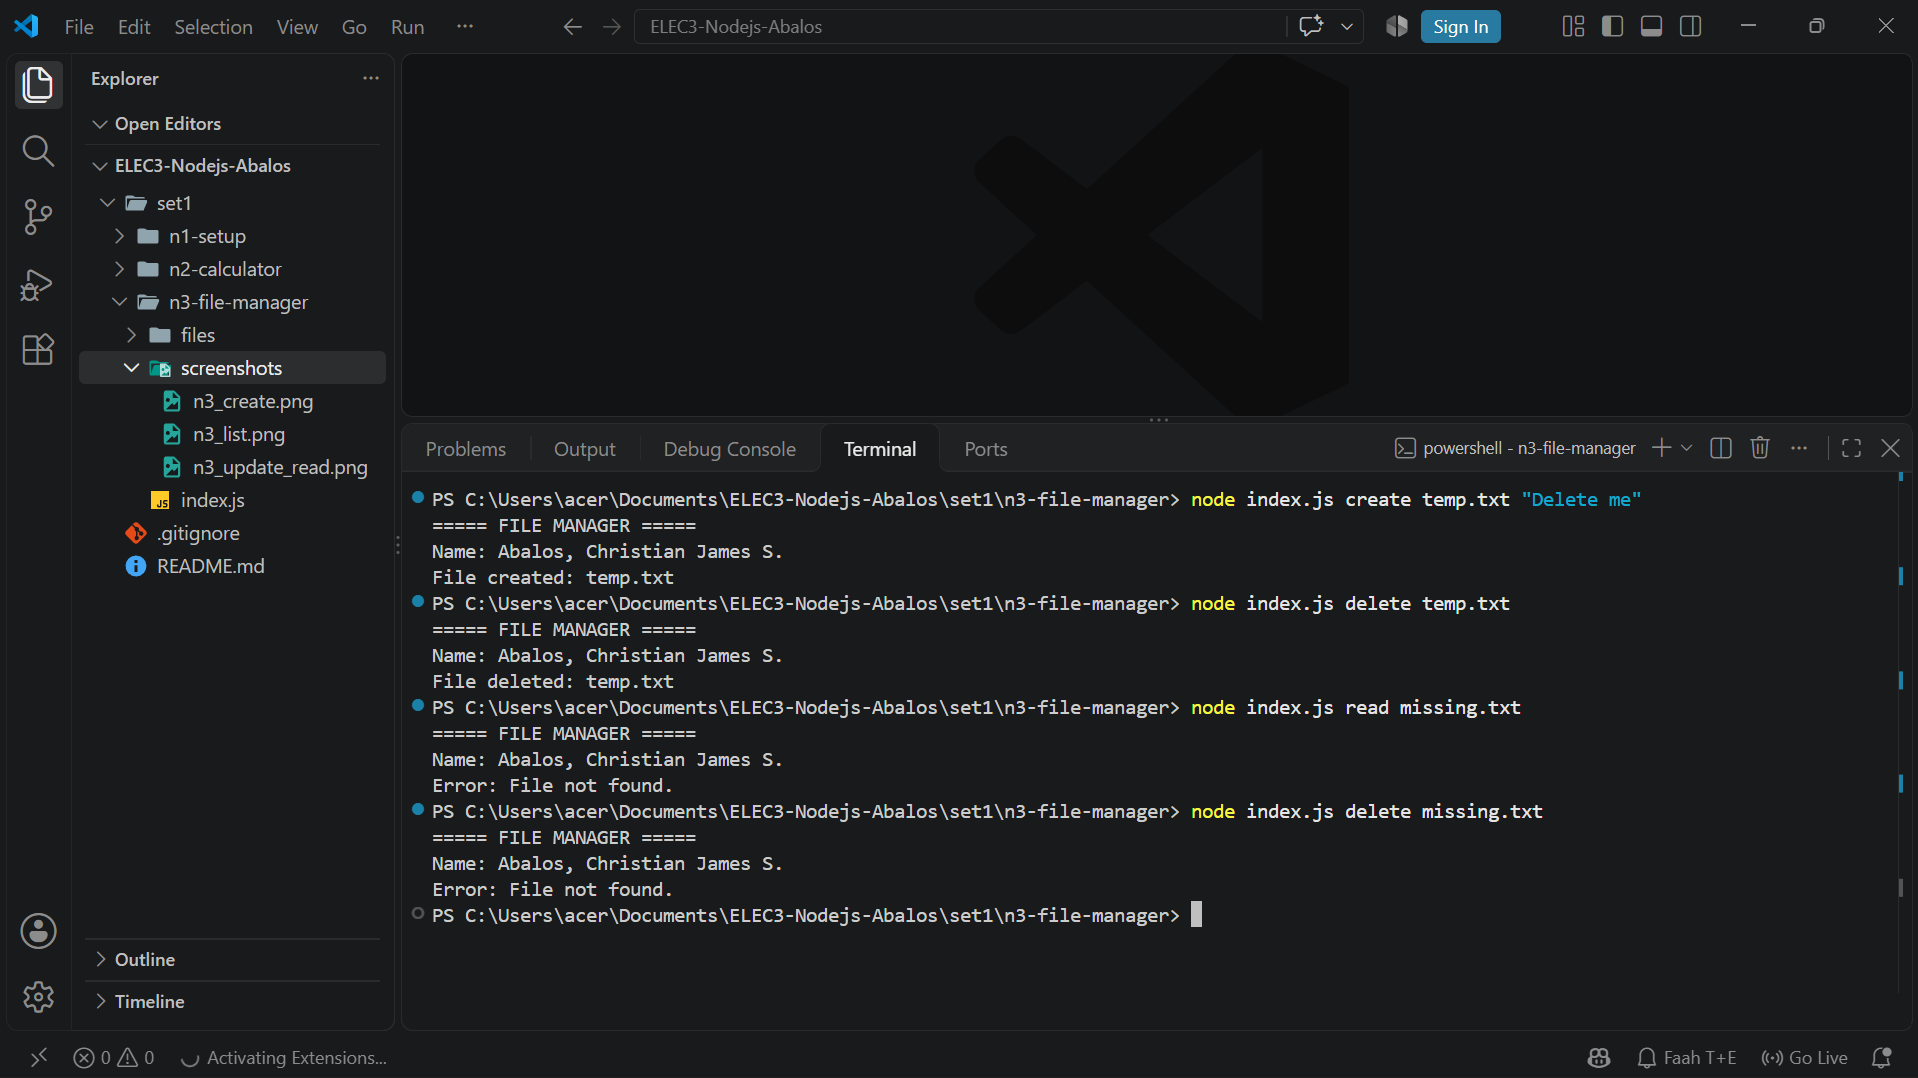 File Edit Selection View Go Run ELEC3-Nodejs-Abalos Sign In
Explorer
Open Editors
ELEC3-Nodejs-Abalos
set1
n1-setup
n2-calculator
n3-file-manager
files
screenshots
n3_create.png
n3_list.png
n3_update_read.png
JS index.js
.gitignore
README.md
Outline
Timeline
Problems Output Debug Console Terminal Ports powershell - n3-file-manager
PS C:\Users\acer\Documents\ELEC3-Nodejs-Abalos\set1\n3-file-manager> node index.js create temp.txt "Delete me"
===== FILE MANAGER =====
Name: Abalos, Christian James S.
File created: temp.txt
PS C:\Users\acer\Documents\ELEC3-Nodejs-Abalos\set1\n3-file-manager> node index.js delete temp.txt
===== FILE MANAGER =====
Name: Abalos, Christian James S.
File deleted: temp.txt
PS C:\Users\acer\Documents\ELEC3-Nodejs-Abalos\set1\n3-file-manager> node index.js read missing.txt
===== FILE MANAGER =====
Name: Abalos, Christian James S.
Error: File not found.
PS C:\Users\acer\Documents\ELEC3-Nodejs-Abalos\set1\n3-file-manager> node index.js delete missing.txt
===== FILE MANAGER =====
Name: Abalos, Christian James S.
Error: File not found.
PS C:\Users\acer\Documents\ELEC3-Nodejs-Abalos\set1\n3-file-manager>
0 0 Activating Extensions... Faah T+E Go Live